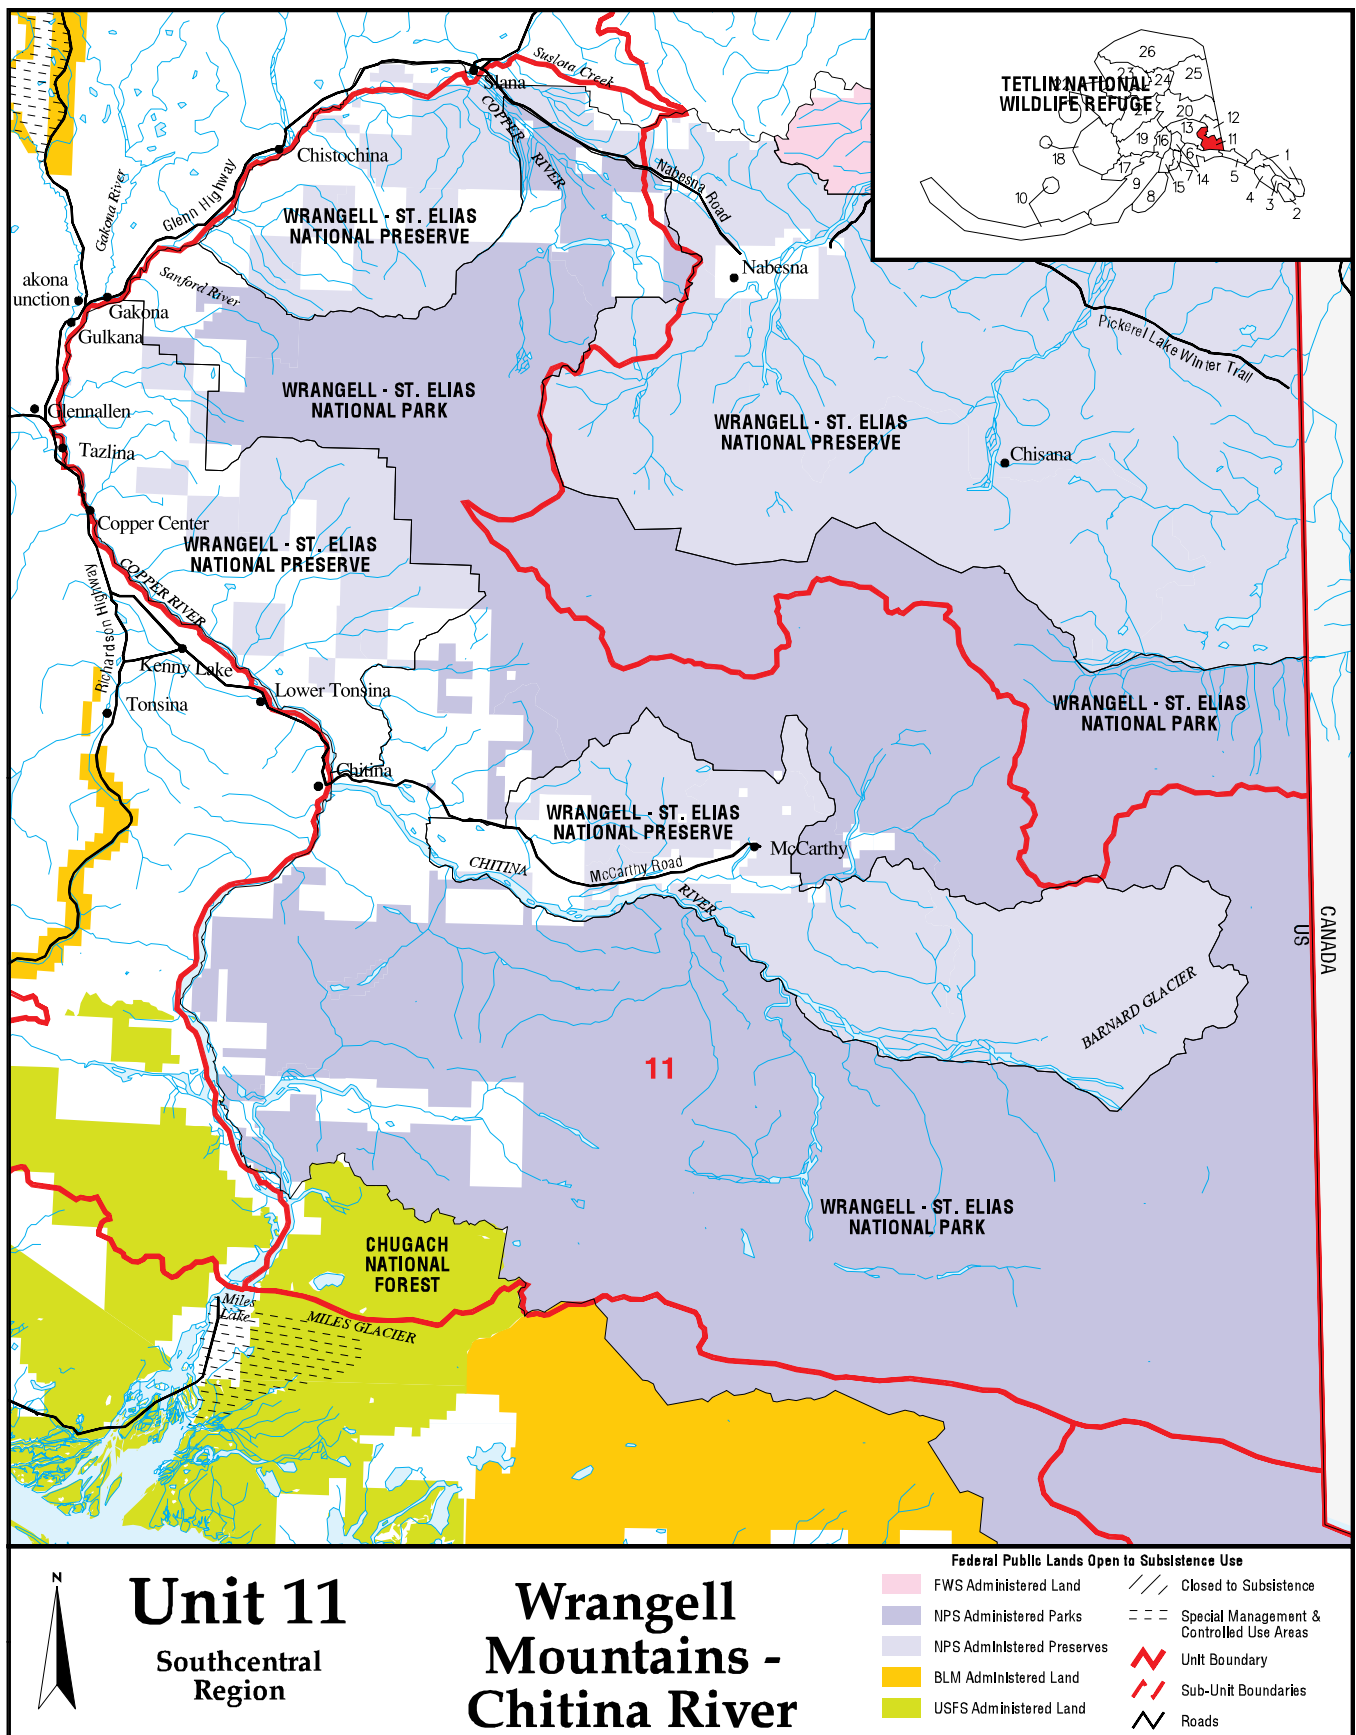 Suslota Creek
Slana
COPPER
RIVER
Chistochina
Nabesna Road
Glenn Highway
Gakona River
WRANGELL - ST. ELIAS
NATIONAL PRESERVE
Sanford River
Nabesna
akona
unction
Gakona
Gulkana
TETLIN NATIONAL
WILDLIFE REFUGE
26
23
24
25
21
20
12
13
11
19
16
18
17
6
7
14
15
9
8
10
5
1
4
3
2
Pickerel Lake Winter Trail
WRANGELL - ST. ELIAS
NATIONAL PARK
Glennallen
WRANGELL - ST. ELIAS
NATIONAL PRESERVE
Tazlina
Chisana
Copper Center
WRANGELL - ST. ELIAS
NATIONAL PRESERVE
COPPER RIVER
Richardson Highway
Kenny Lake
Lower Tonsina
Tonsina
WRANGELL - ST. ELIAS
NATIONAL PARK
Chitina
WRANGELL - ST. ELIAS
NATIONAL PRESERVE
McCarthy
CHITINA
McCarthy Road
RIVER
CANADA
US
BARNARD GLACIER
11
WRANGELL - ST. ELIAS
NATIONAL PARK
CHUGACH
NATIONAL
FOREST
Miles
Lake
MILES GLACIER
N
Unit 11
Southcentral
Region
Wrangell
Mountains -
Chitina River
Federal Public Lands Open to Subsistence Use
FWS Administered Land
NPS Administered Parks
NPS Administered Preserves
BLM Administered Land
USFS Administered Land
Closed to Subsistence
Special Management &
Controlled Use Areas
Unit Boundary
Sub-Unit Boundaries
Roads